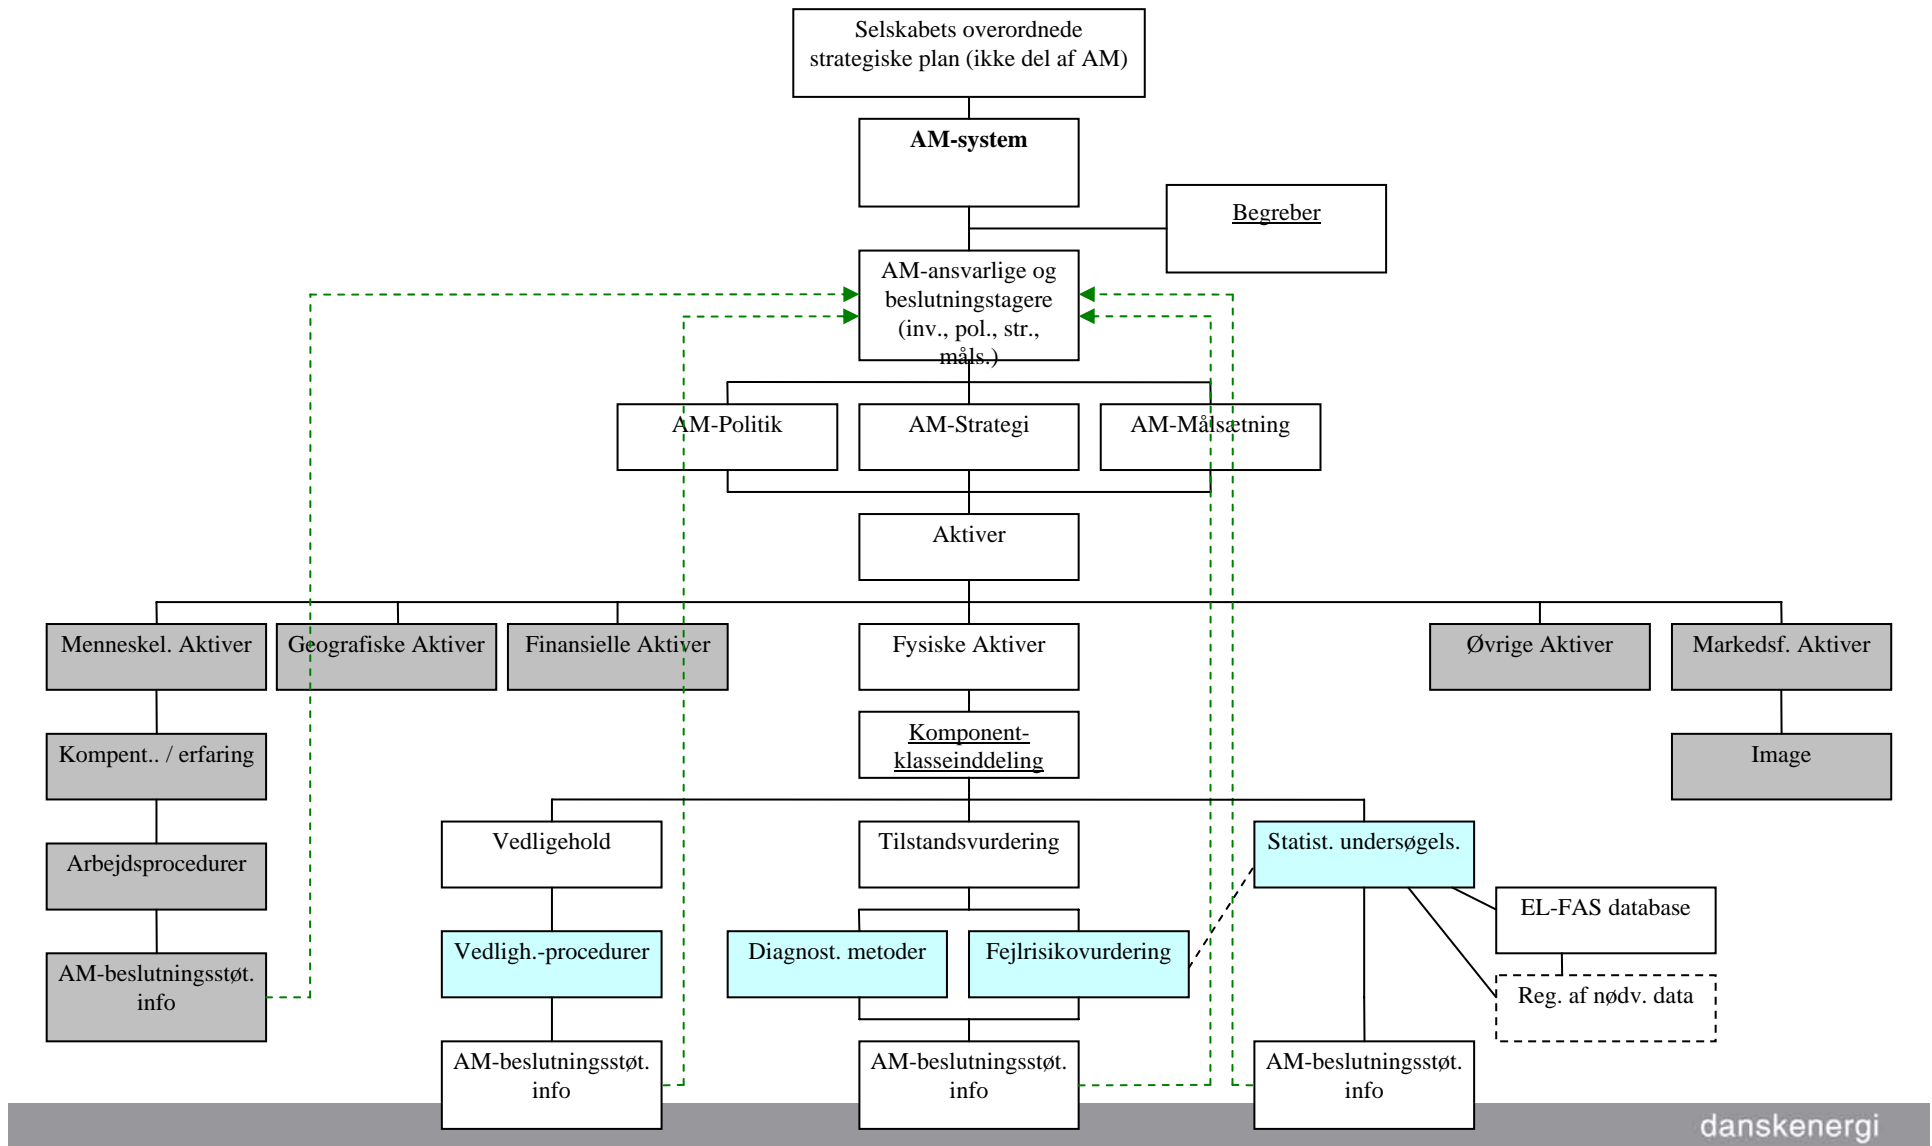 Selskabets overordnede
strategiske plan (ikke del af AM)
AM-system
Begreber
AM-ansvarlige og
beslutningstagere
(inv., pol., str.,
måls.)
AM-Politik
AM-Strategi
AM-Målsætning
Aktiver
Menneskel. Aktiver
Geografiske Aktiver
Finansielle Aktiver
Fysiske Aktiver
Øvrige Aktiver
Markedsf. Aktiver
Komponent-
klasseinddeling
Kompent.. / erfaring
Image
Vedligehold
Tilstandsvurdering
Statist. undersøgels.
Arbejdsprocedurer
EL-FAS database
Vedligh.-procedurer
Diagnost. metoder
Fejlrisikovurdering
AM-beslutningsstøt.
info
Reg. af nødv. data
AM-beslutningsstøt.
info
AM-beslutningsstøt.
info
AM-beslutningsstøt.
info
danskenergi